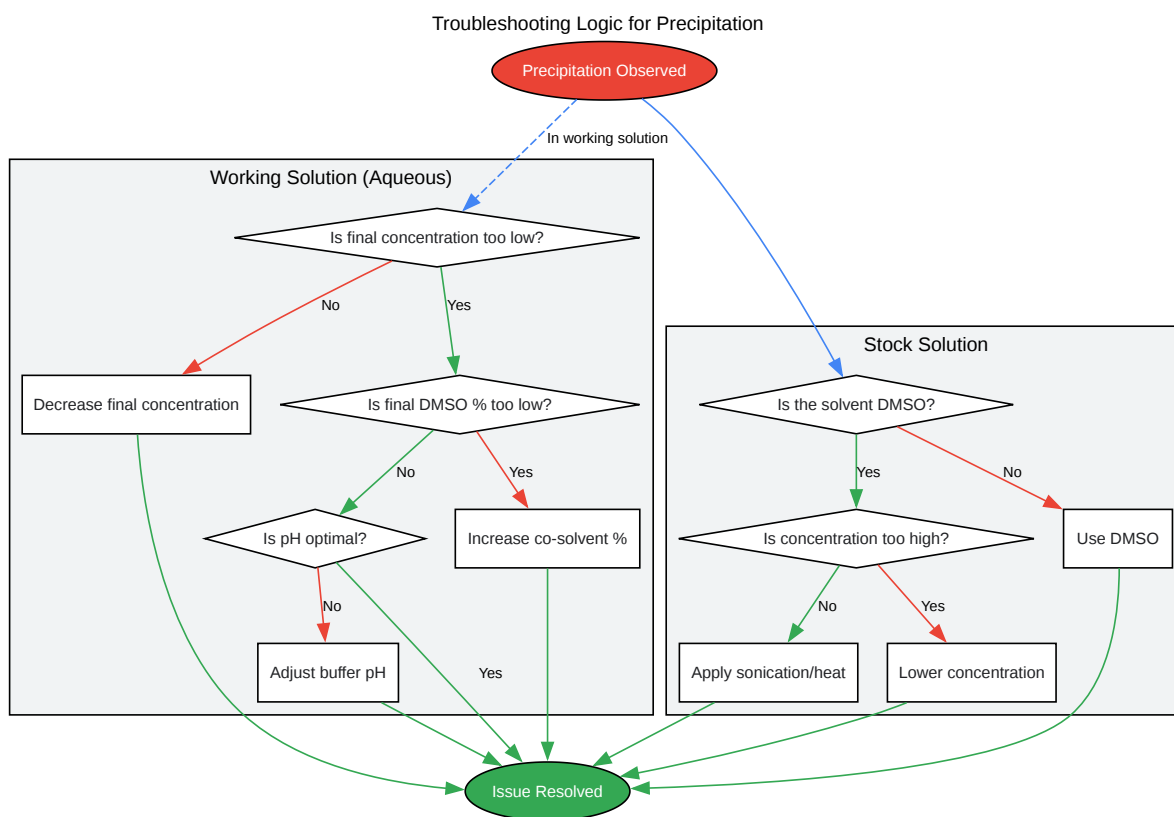 Troubleshooting Logic for Precipitation
Precipitation Observed
In working solution
Working Solution (Aqueous)
Is final concentration too low?
No
Yes
Decrease final concentration
Is final DMSO % too low?
No
Yes
Is pH optimal?
Increase co-solvent %
No
Yes
Adjust buffer pH
Stock Solution
Is the solvent DMSO?
Yes
No
Is concentration too high?
Use DMSO
No
Yes
Apply sonication/heat
Lower concentration
Issue Resolved